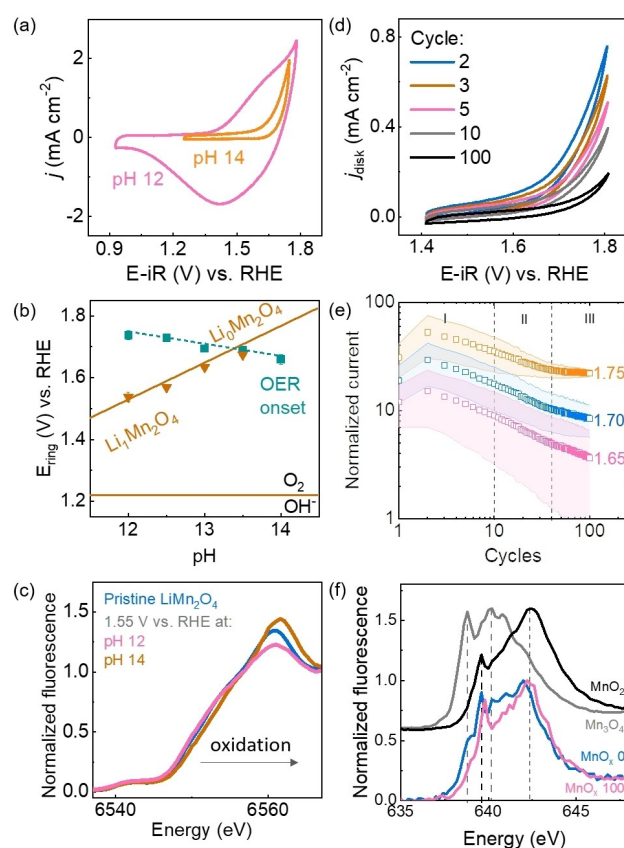 (a)
2
0
-2
j (mA cm⁻²)
pH 12
pH 14
0.9 1.2 1.5 1.8
E-iR (V) vs. RHE
(d)
0.8
0.4
0.0
j_disk (mA cm⁻²)
Cycle:
2
3
5
10
100
1.4 1.6 1.8
E-iR (V) vs. RHE
(b)
1.8
1.6
1.4
1.2
E_ring (V) vs. RHE
Li₀Mn₂O₄
OER
onset
Li₁Mn₂O₄
O₂
OH⁻
12 13 14
pH
(e)
100
10
1
Normalized current
I II III
1.75
1.70
1.65
1 10 100
Cycles
(c)
1.5
1.0
0.5
0.0
Normalized fluorescence
Pristine LiMn₂O₄
1.55 V vs. RHE at:
pH 12
pH 14
oxidation
6540 6560
Energy (eV)
(f)
1.5
1.0
0.5
0.0
Normalized fluorescence
MnO₂
Mn₃O₄
MnOₓ 0
MnOₓ 100
635 640 645
Energy (eV)